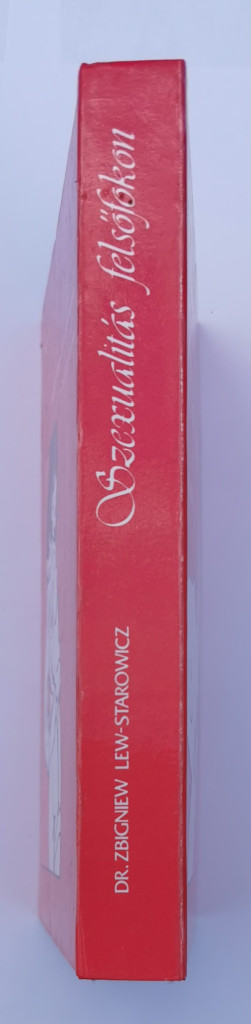 DR. ZBIGNIEW LEW-STAROWICZ
Szexualitás felsőfokon